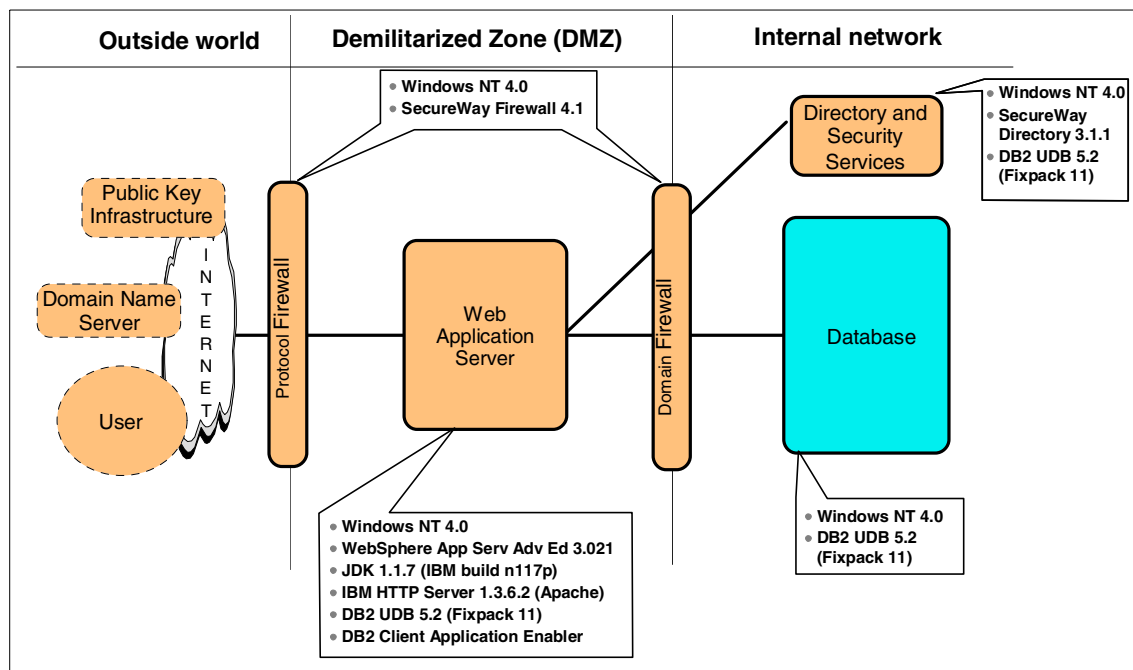 Outside world
Demilitarized Zone (DMZ)
Internal network
• Windows NT 4.0
• SecureWay Firewall 4.1
Directory and
Security
Services
• Windows NT 4.0
• SecureWay
Directory 3.1.1
• DB2 UDB 5.2
(Fixpack 11)
Public Key
Infrastructure
Domain Name
Server
User
INTERNET
Protocol Firewall
Web
Application
Server
Domain Firewall
Database
• Windows NT 4.0
• WebSphere App Serv Adv Ed 3.021
• JDK 1.1.7 (IBM build n117p)
• IBM HTTP Server 1.3.6.2 (Apache)
• DB2 UDB 5.2 (Fixpack 11)
• DB2 Client Application Enabler
• Windows NT 4.0
• DB2 UDB 5.2
(Fixpack 11)